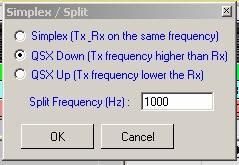 Simplex / Split
Simplex (Tx_Rx on the same frequency)
QSX Down (Tx frequency higher than Rx)
QSX Up (Tx frequency lower the Rx)
Split Frequency (Hz) : 1000
OK Cancel